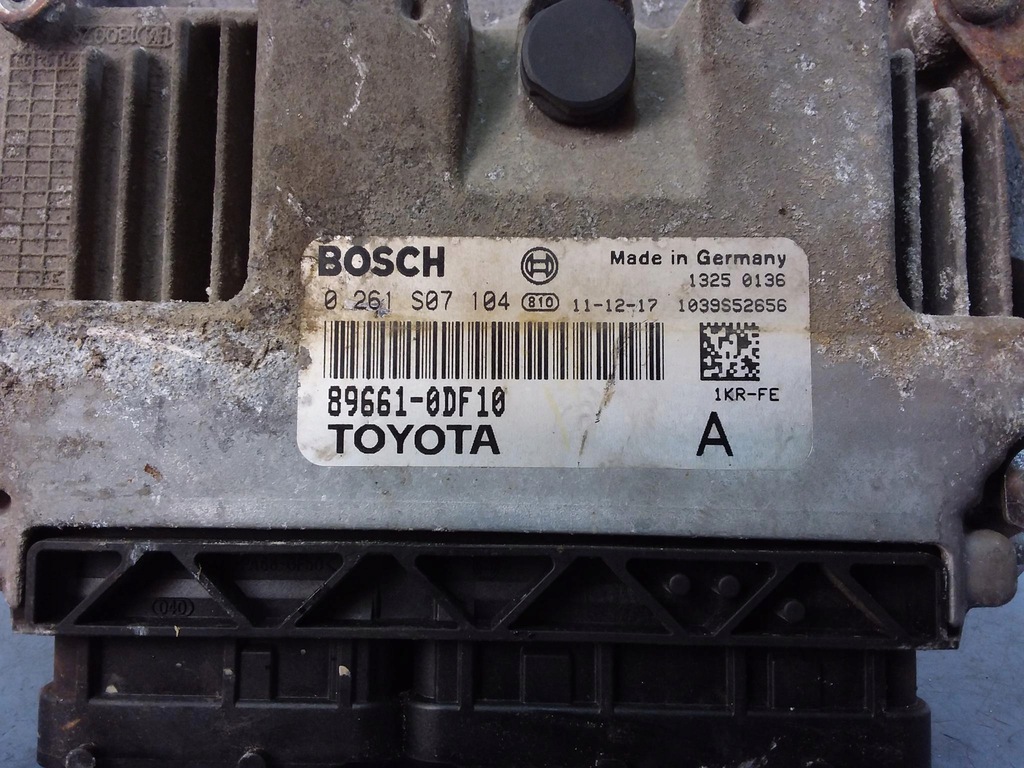 BOSCH
Made in Germany
1325 0136
0 261 S07 104 810 11-12-17 1039S52656
89661-0DF10
1KR-FE
TOYOTA A
040